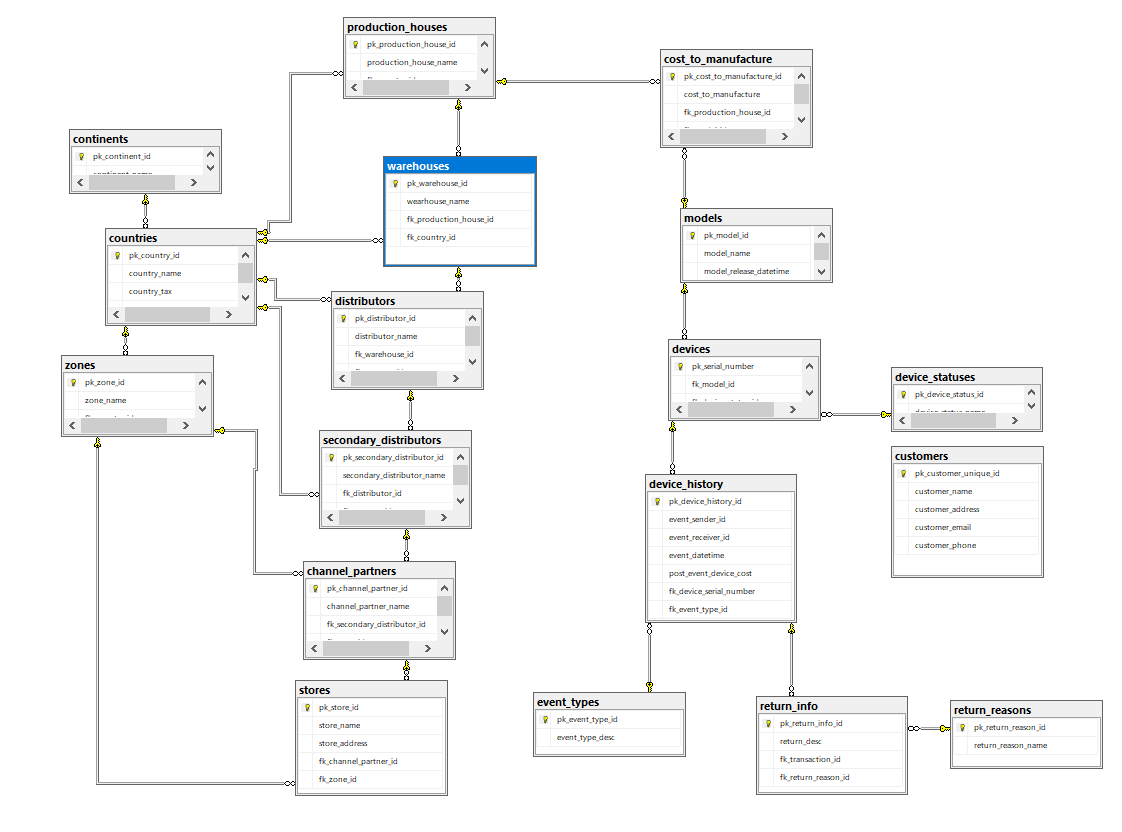 production_houses
pk_production_house_id
production_house_name
cost_to_manufacture
pk_cost_to_manufacture_id
cost_to_manufacture
fk_production_house_id
continents
pk_continent_id
continent_name
warehouses
pk_warehouse_id
wearhouse_name
fk_production_house_id
fk_country_id
models
pk_model_id
model_name
model_release_datetime
countries
pk_country_id
country_name
country_tax
distributors
pk_distributor_id
distributor_name
fk_warehouse_id
devices
pk_serial_number
fk_model_id
zones
pk_zone_id
zone_name
device_statuses
pk_device_status_id
device_status_name
secondary_distributors
pk_secondary_distributor_id
secondary_distributor_name
fk_distributor_id
customers
pk_customer_unique_id
customer_name
customer_address
customer_email
customer_phone
device_history
pk_device_history_id
event_sender_id
event_receiver_id
event_datetime
post_event_device_cost
fk_device_serial_number
fk_event_type_id
channel_partners
pk_channel_partner_id
channel_partner_name
fk_secondary_distributor_id
stores
pk_store_id
store_name
store_address
fk_channel_partner_id
fk_zone_id
event_types
pk_event_type_id
event_type_desc
return_info
pk_return_info_id
return_desc
fk_transaction_id
fk_return_reason_id
return_reasons
pk_return_reason_id
return_reason_name